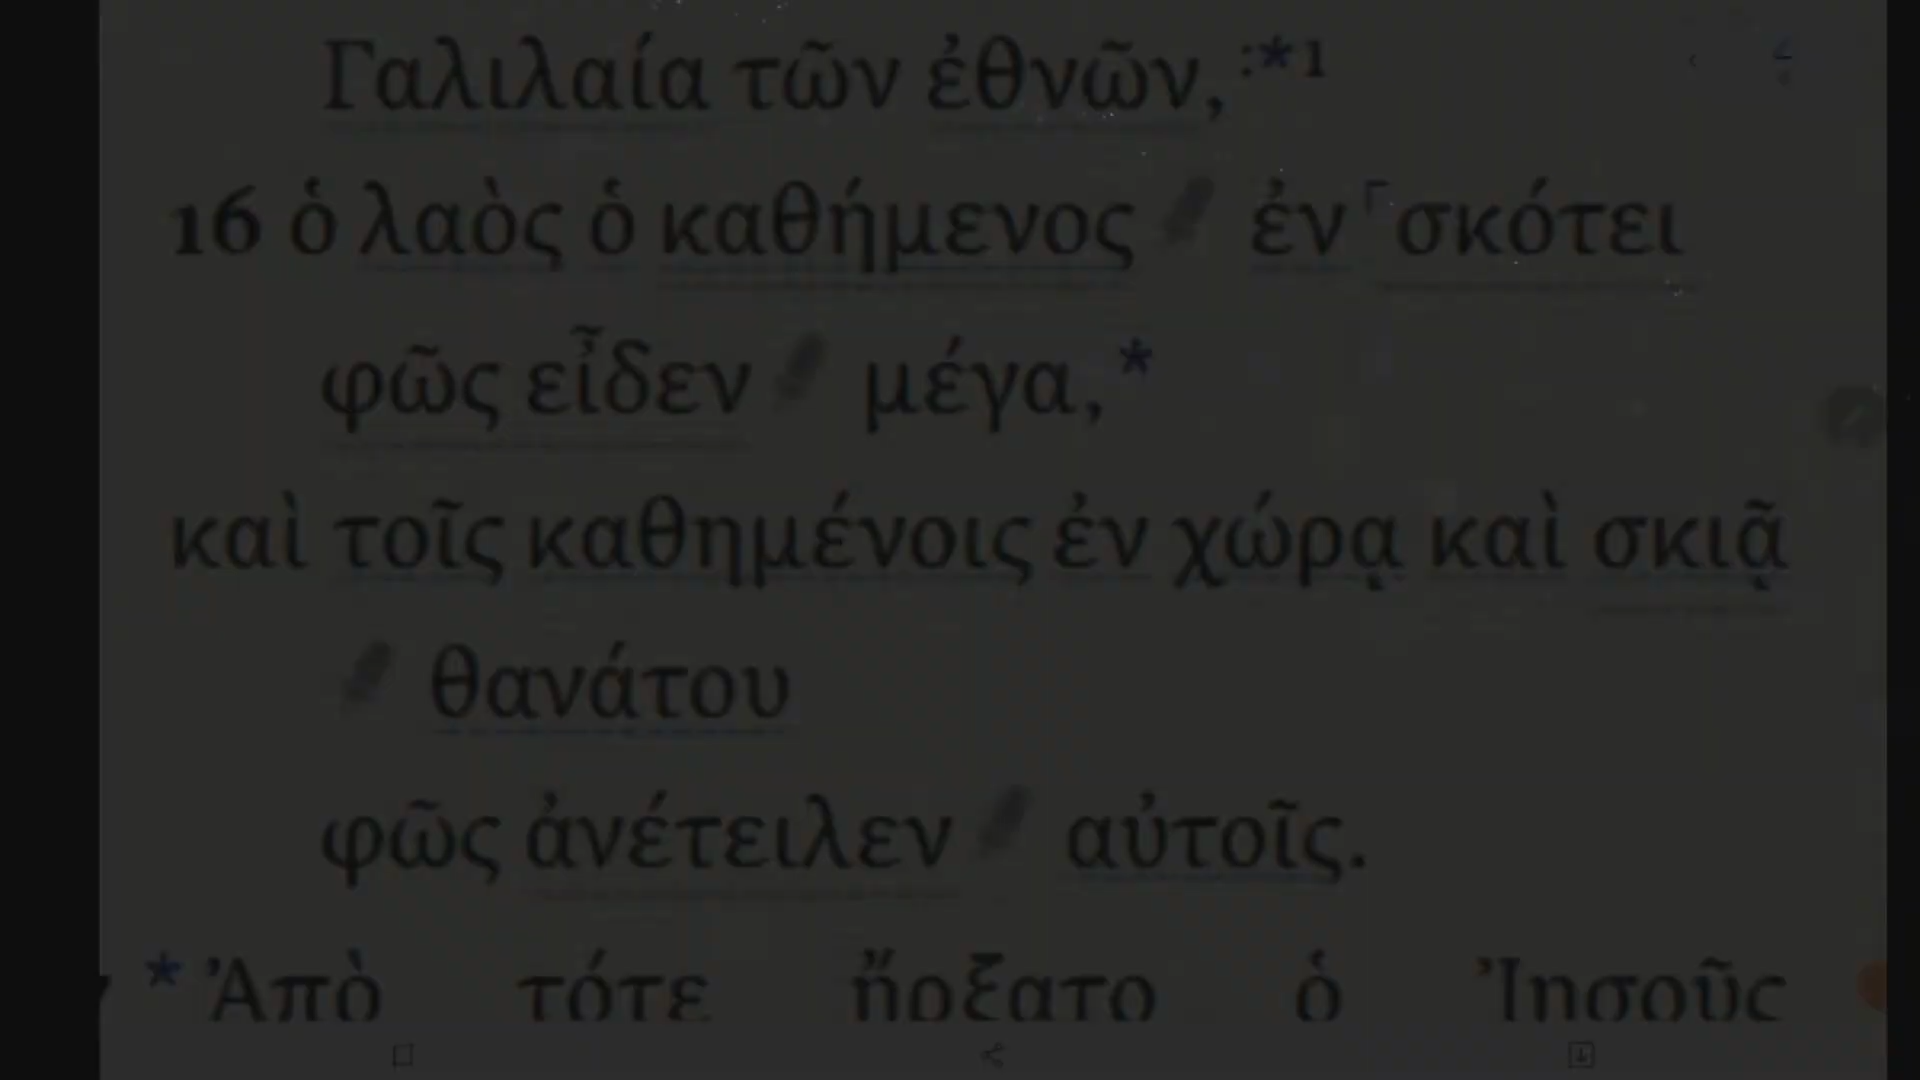 Γαλιλαία τῶν ἐθνῶν,:*1
16 ὁ λαὸς ὁ καθήμενος ἐν ⸀σκότει
φῶς εἶδεν μέγα,*
καὶ τοῖς καθημένοις ἐν χώρᾳ καὶ σκιᾷ
θανάτου
φῶς ἀνέτειλεν αὐτοῖς.
* Ἀπὸ τότε ἤρξατο ὁ Ἰησοῦς